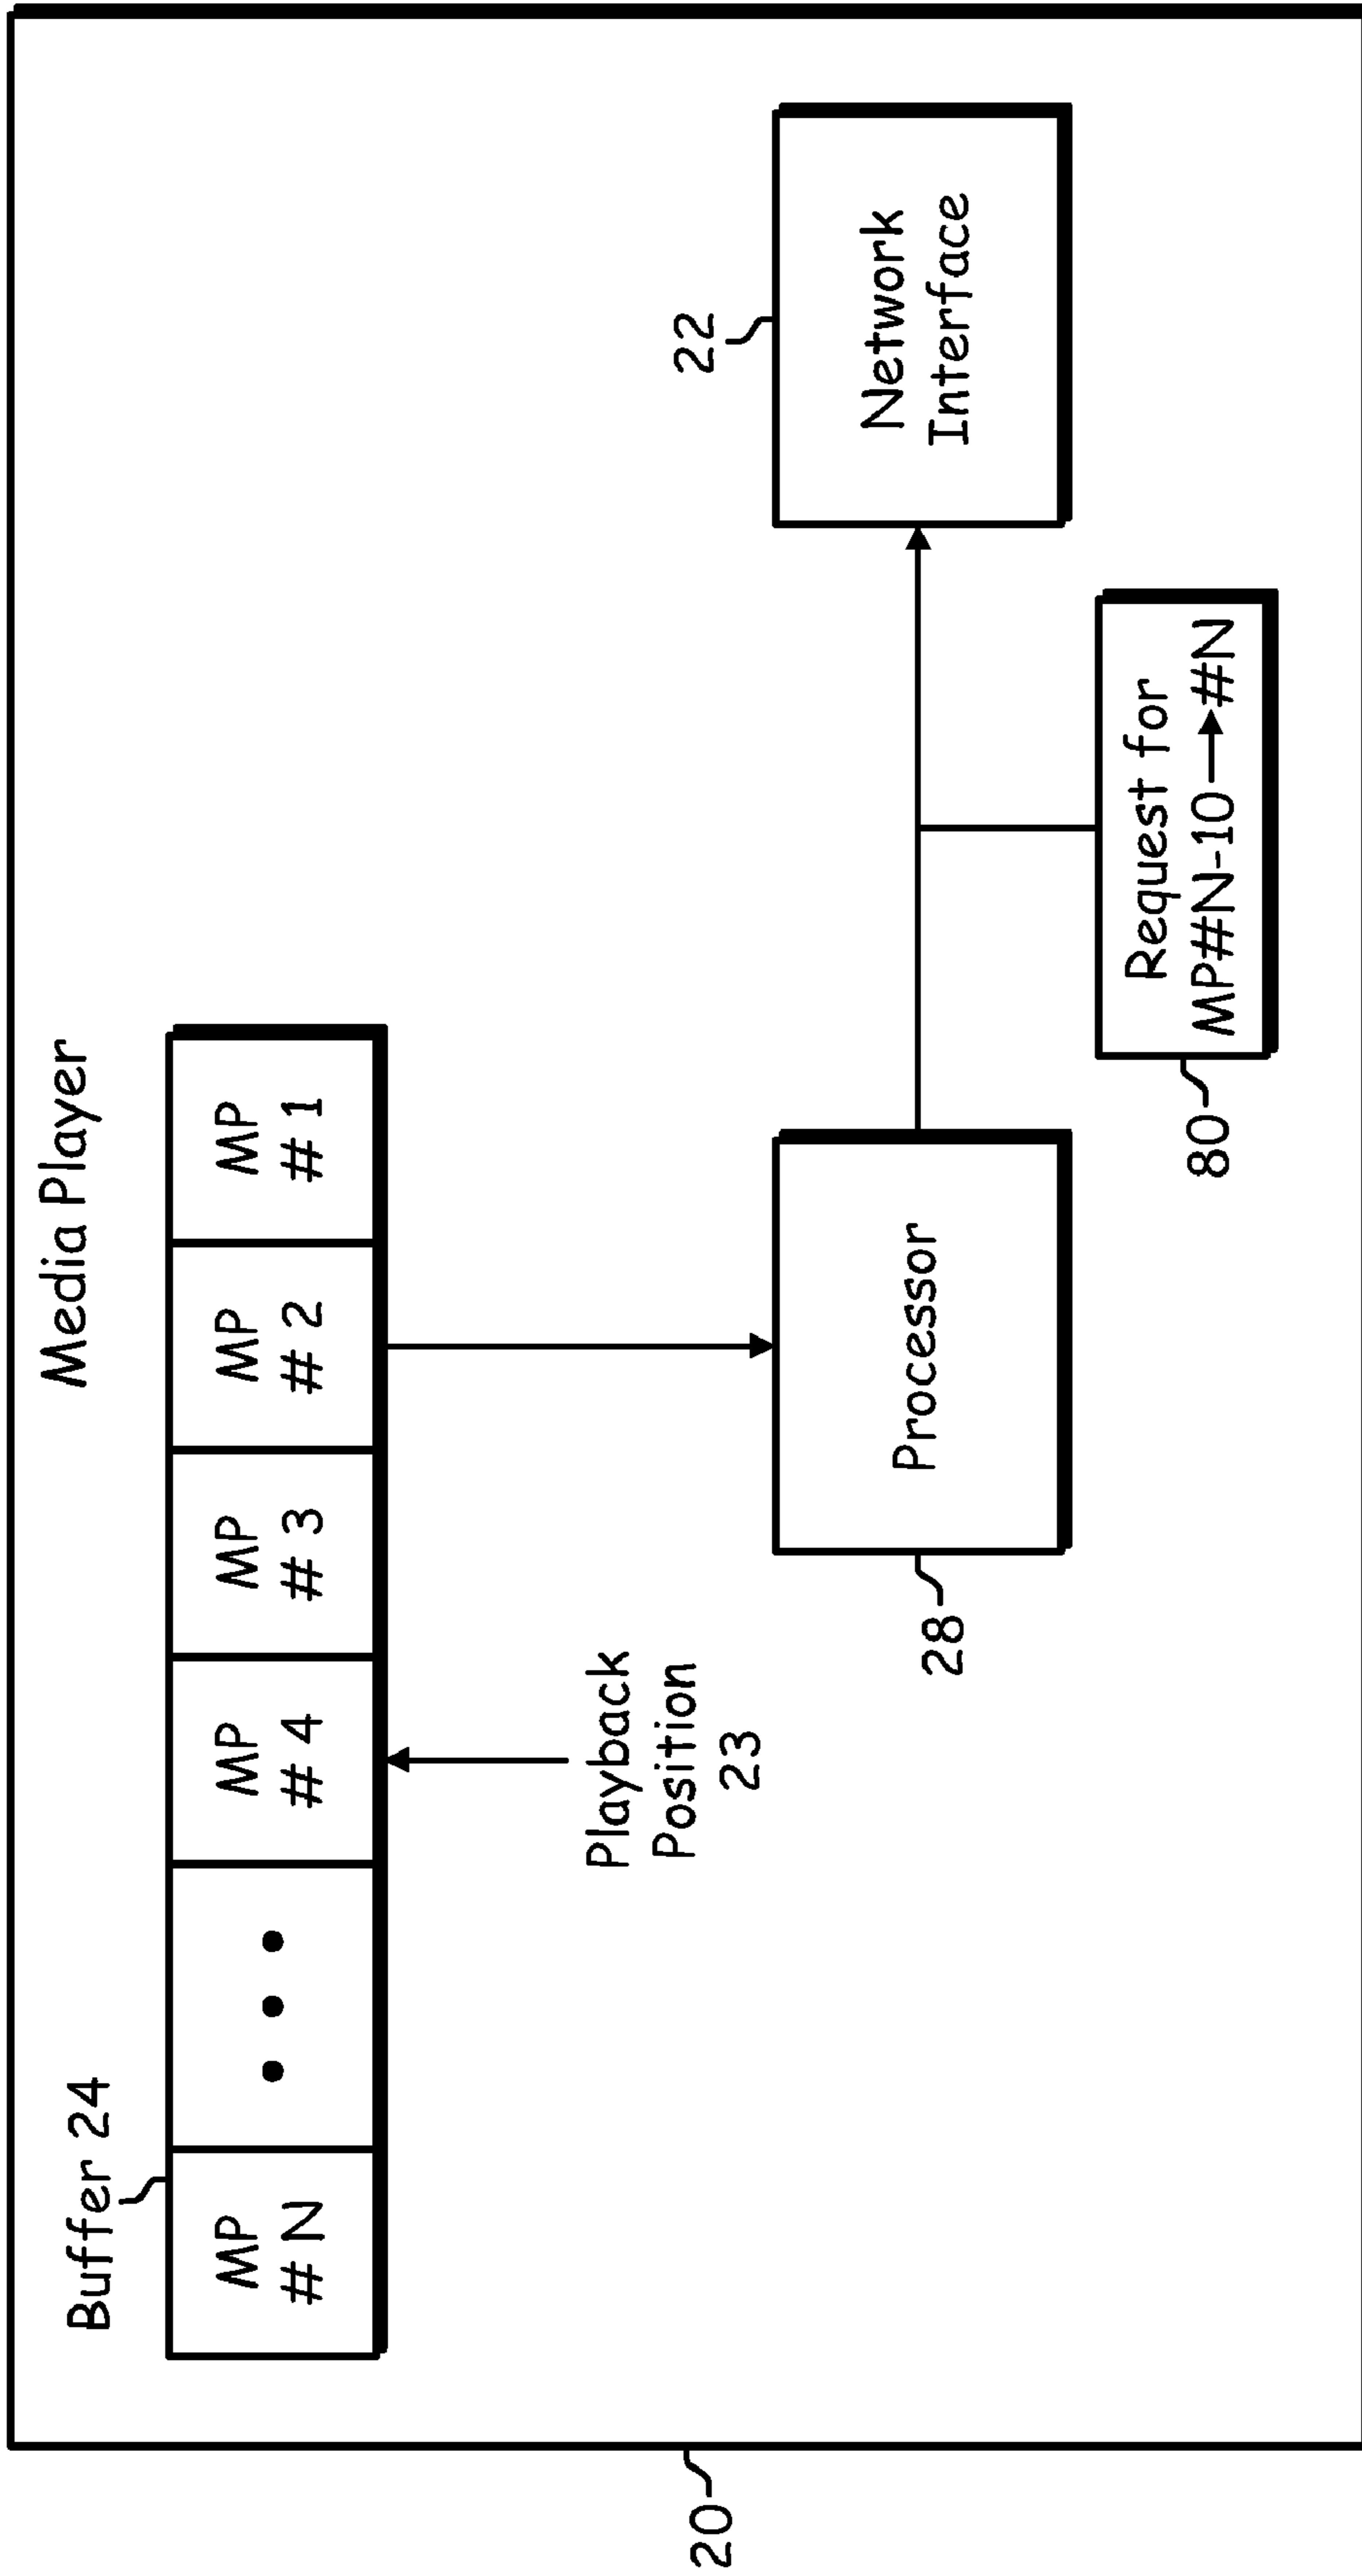 Media Player
Buffer 24
MP
# N
MP
# 4
MP
# 3
MP
# 2
MP
# 1
Playback
Position
23
22
Network
Interface
Processor
28
Request for
MP#N-10→#N
80
20